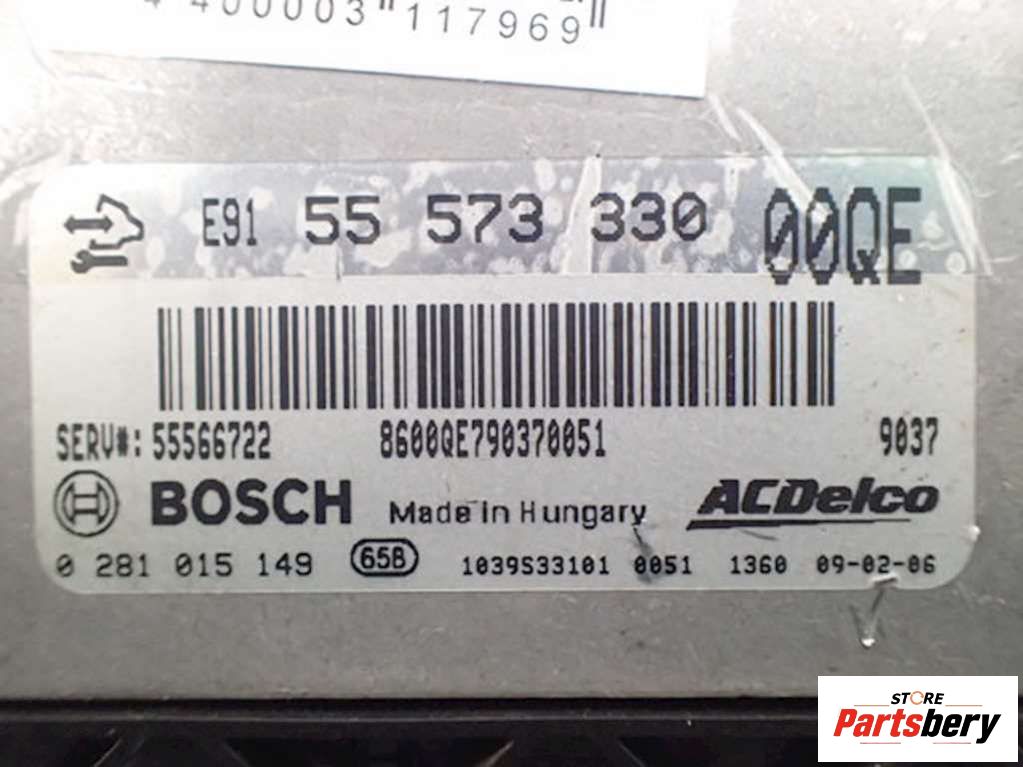 400003"117969"
E91 55 573 330 00QE
SERV#: 55566722 8600QE790370051 9037
BOSCH Made in Hungary ACDelco
0 281 015 149 65B 1039S33101 0051 1360 09-02-06
STORE
Partsbery